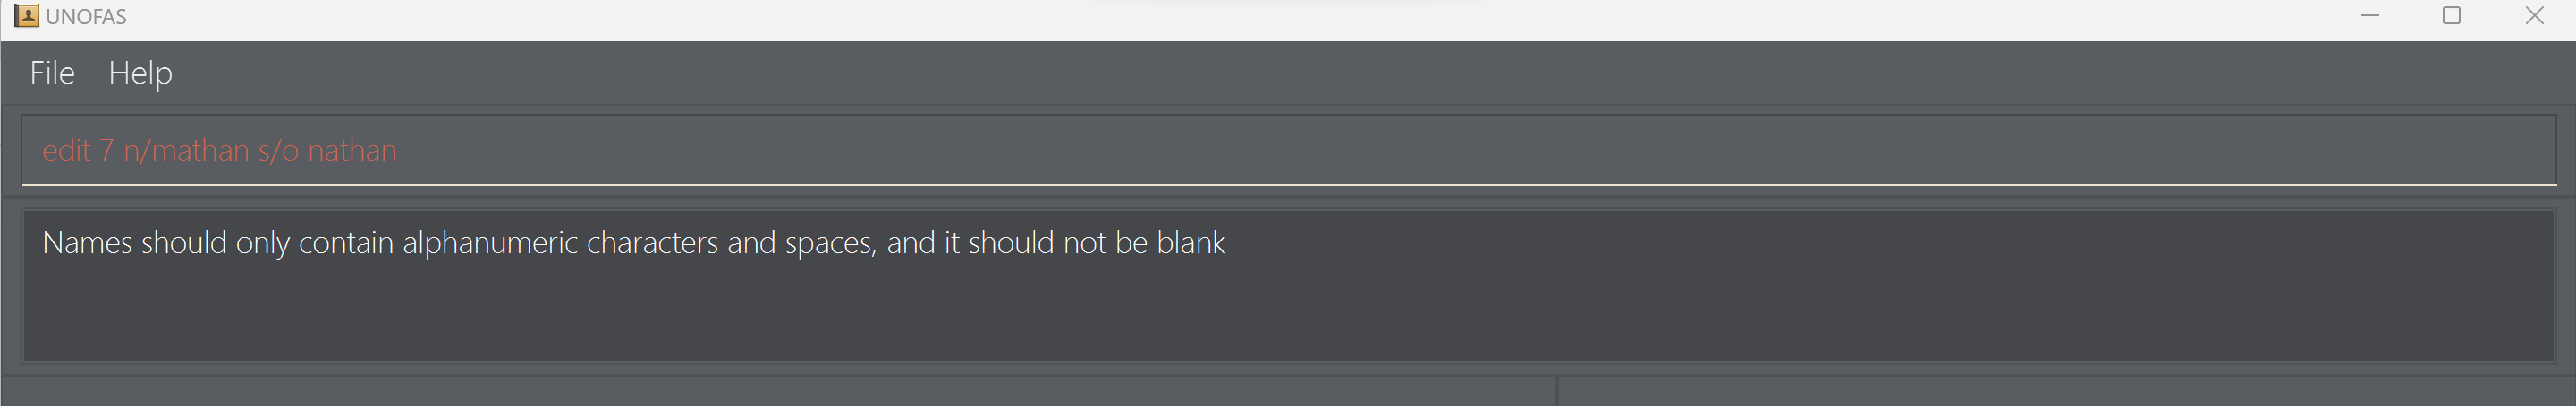 UNOFAS
File Help
edit 7 n/mathan s/o nathan
Names should only contain alphanumeric characters and spaces, and it should not be blank